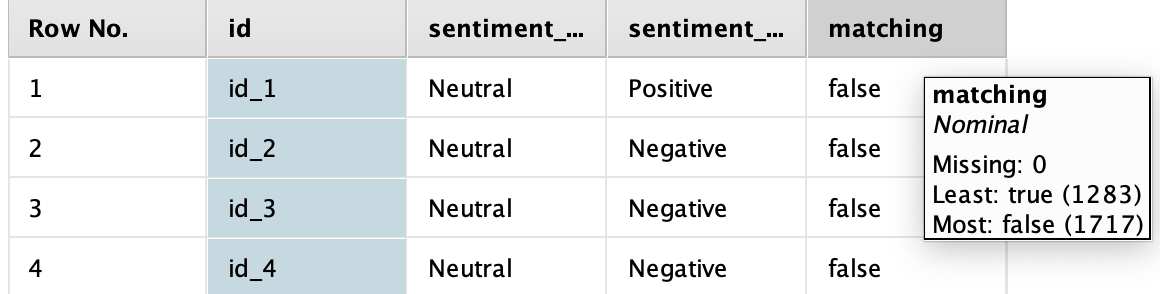 Row No. id sentiment_... sentiment_... matching
1 id_1 Neutral Positive false
2 id_2 Neutral Negative false
3 id_3 Neutral Negative false
4 id_4 Neutral Negative false
matching
Nominal
Missing: 0
Least: true (1283)
Most: false (1717)